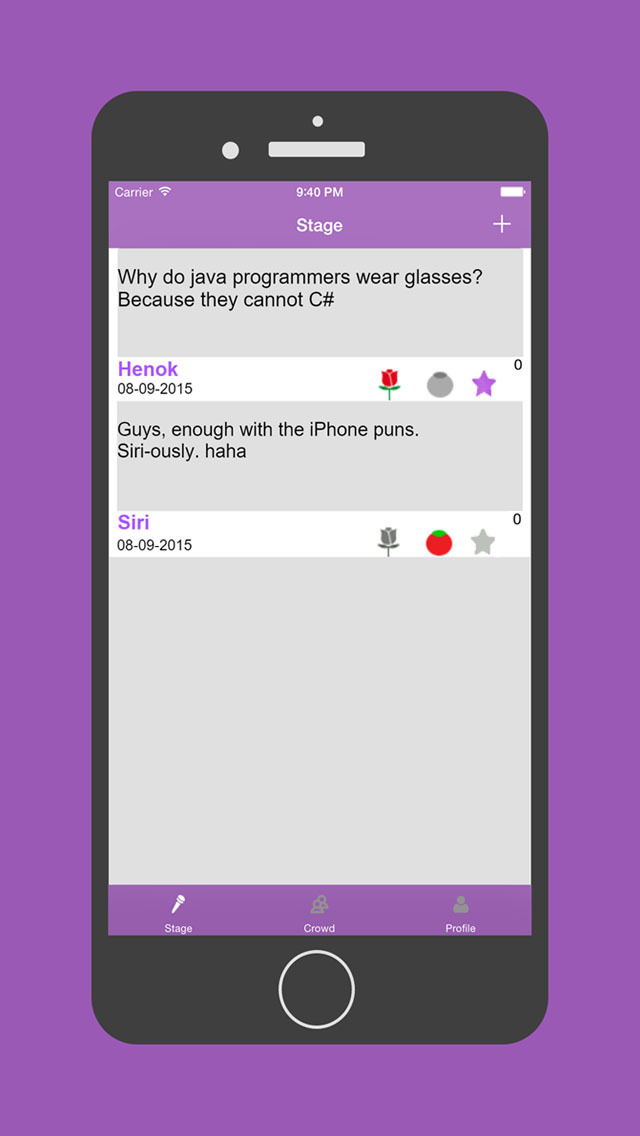 Carrier 9:40 PM
Stage +
Why do java programmers wear glasses?
Because they cannot C#
0
Henok
08-09-2015
Guys, enough with the iPhone puns.
Siri-ously. haha
0
Siri
08-09-2015
Stage Crowd Profile